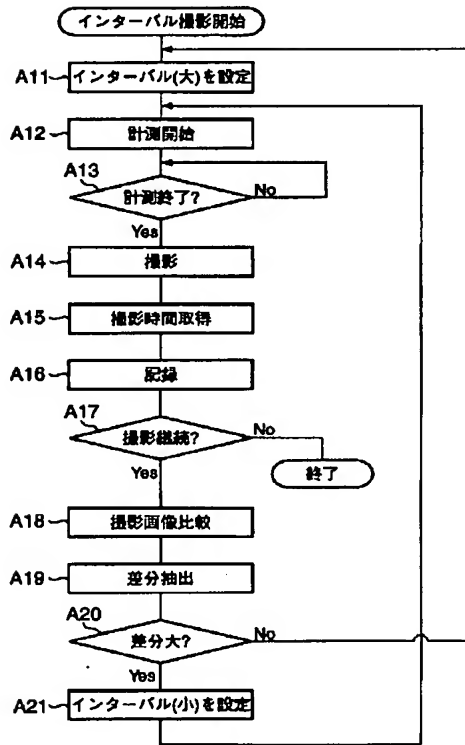 インターバル撮影開始
A11 インターバル(大)を設定
A12 計測開始
A13 計測終了?
No
Yes
A14 撮影
A15 撮影時間取得
A16 記録
A17 撮影継続?
No
Yes
終了
A18 撮影画像比較
A19 差分抽出
A20 差分大?
No
Yes
A21 インターバル(小)を設定